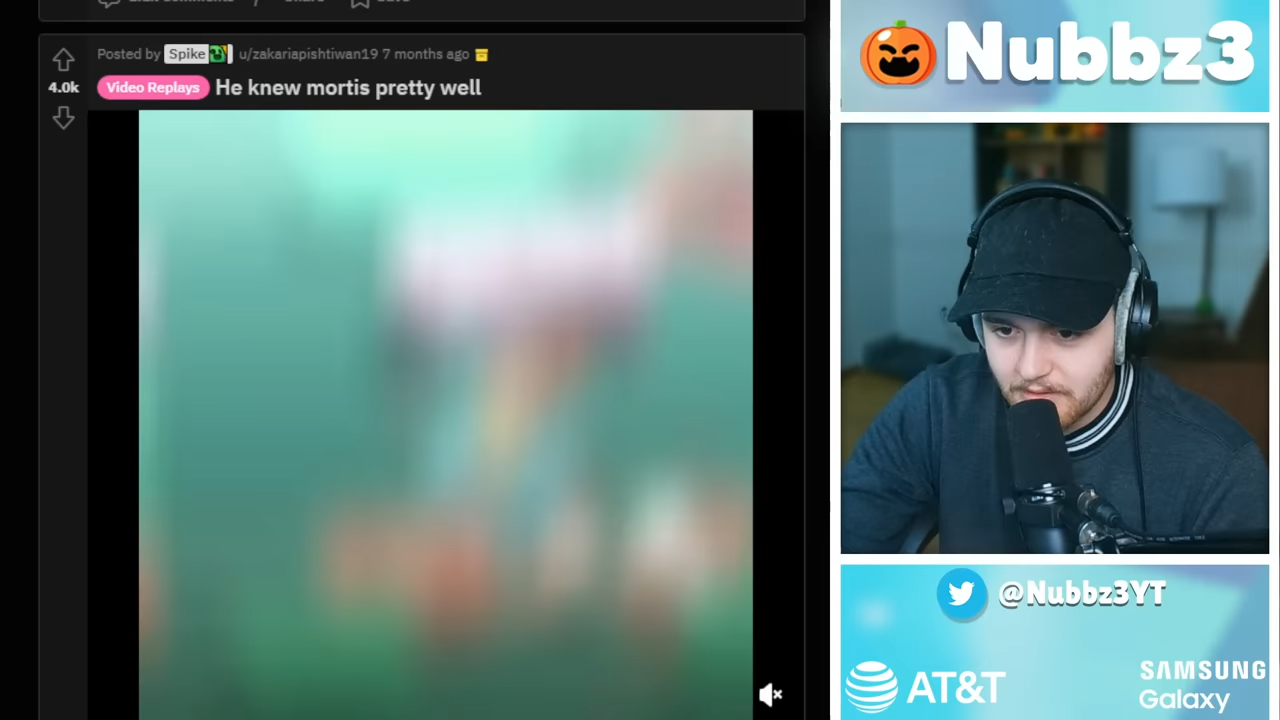 Posted by Spike u/zakariapishtiwan19 7 months ago
4.0k
Video Replays He knew mortis pretty well
Nubbz3
@Nubbz3YT
AT&T
SAMSUNG
Galaxy